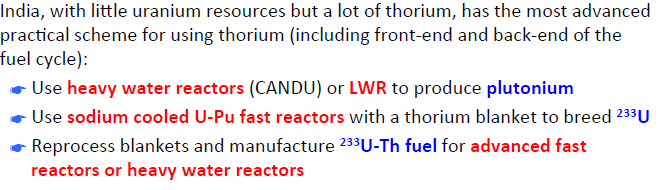 India, with little uranium resources but a lot of thorium, has the most advanced
practical scheme for using thorium (including front-end and back-end of the
fuel cycle):
Use heavy water reactors (CANDU) or LWR to produce plutonium
Use sodium cooled U-Pu fast reactors with a thorium blanket to breed ²³³U
Reprocess blankets and manufacture ²³³U-Th fuel for advanced fast
reactors or heavy water reactors